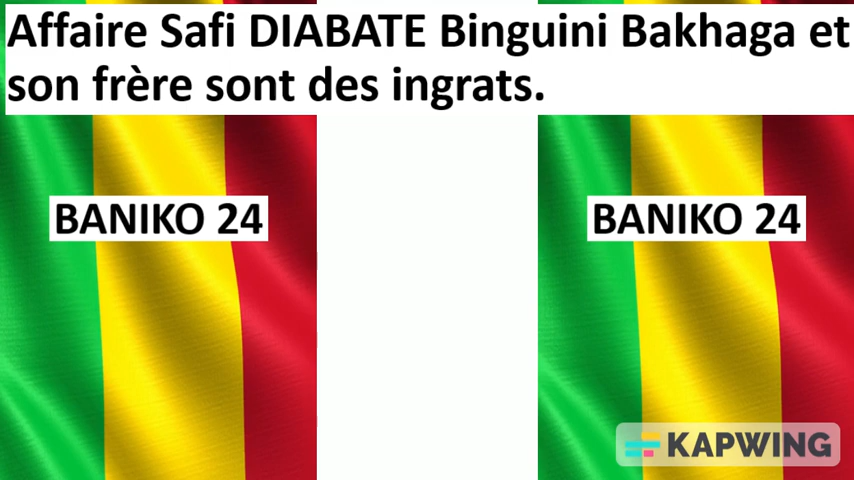 Affaire Safi DIABATE Binguini Bakhaga et
son frère sont des ingrats.
BANIKO 24
BANIKO 24
KAPWING